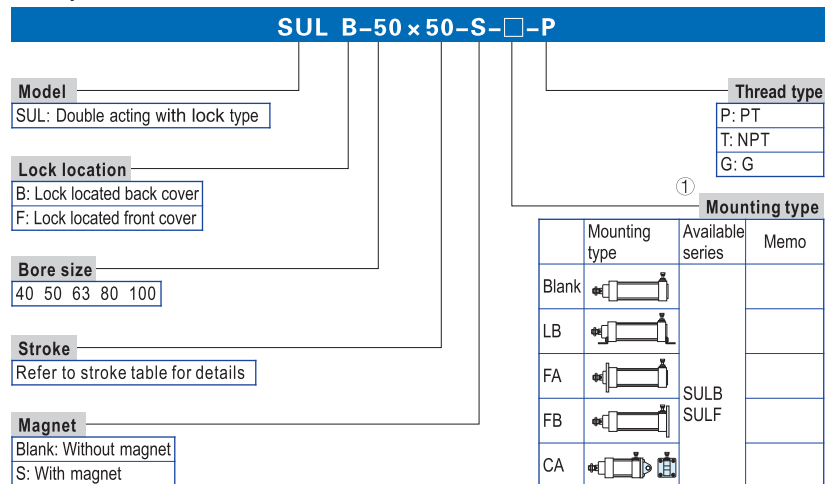 SUL B-50×50-S-□-P
Model
SUL: Double acting with lock type
Lock location
B: Lock located back cover
F: Lock located front cover
Bore size
40 50 63 80 100
Stroke
Refer to stroke table for details
Magnet
Blank: Without magnet
S: With magnet
Thread type
P: PT
T: NPT
G: G
①
Mounting type
Mounting type
Available series
Memo
Blank
LB
FA
FB
CA
SULB
SULF